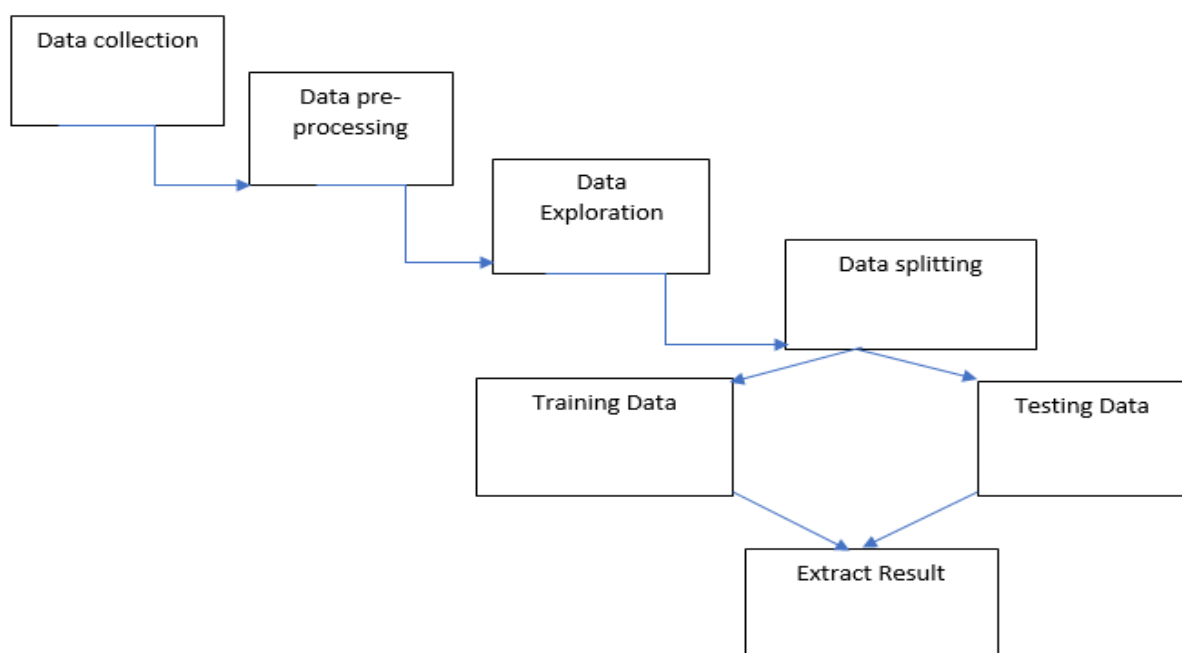 Data collection
Data pre-
processing
Data
Exploration
Data splitting
Training Data
Testing Data
Extract Result